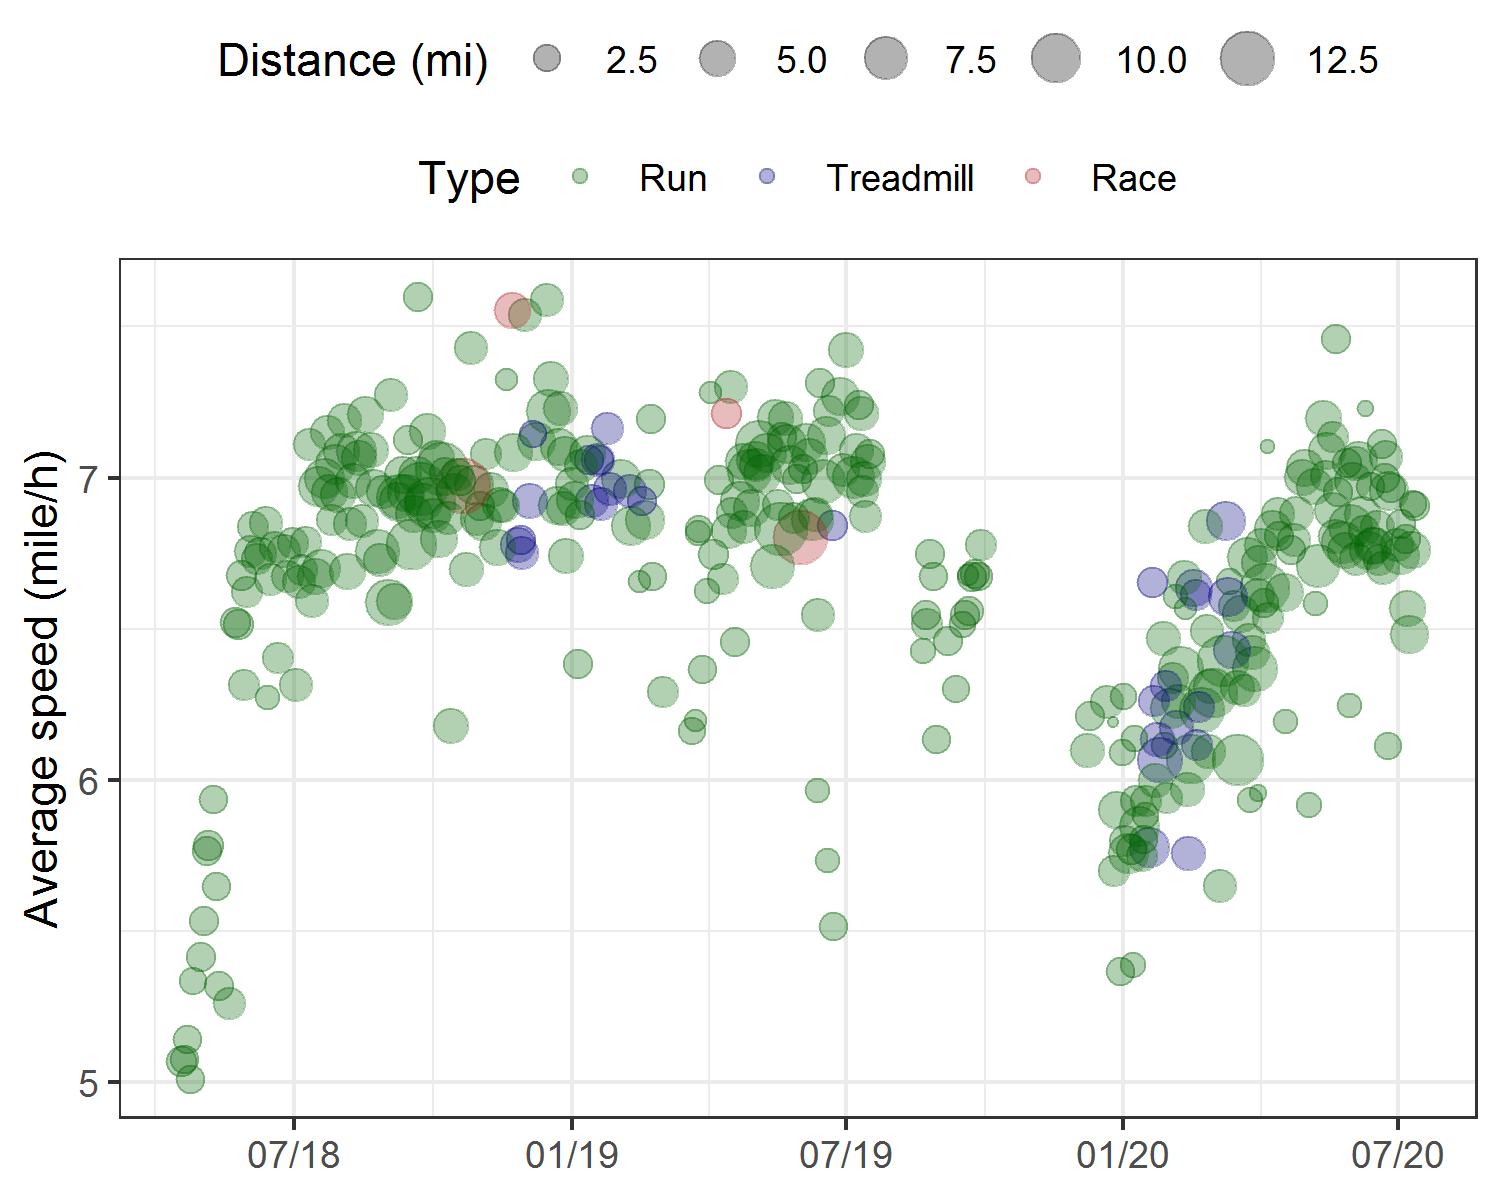 Distance (mi) 2.5 5.0 7.5 10.0 12.5
Type Run Treadmill Race
Average speed (mile/h)
7
6
5
07/18 01/19 07/19 01/20 07/20